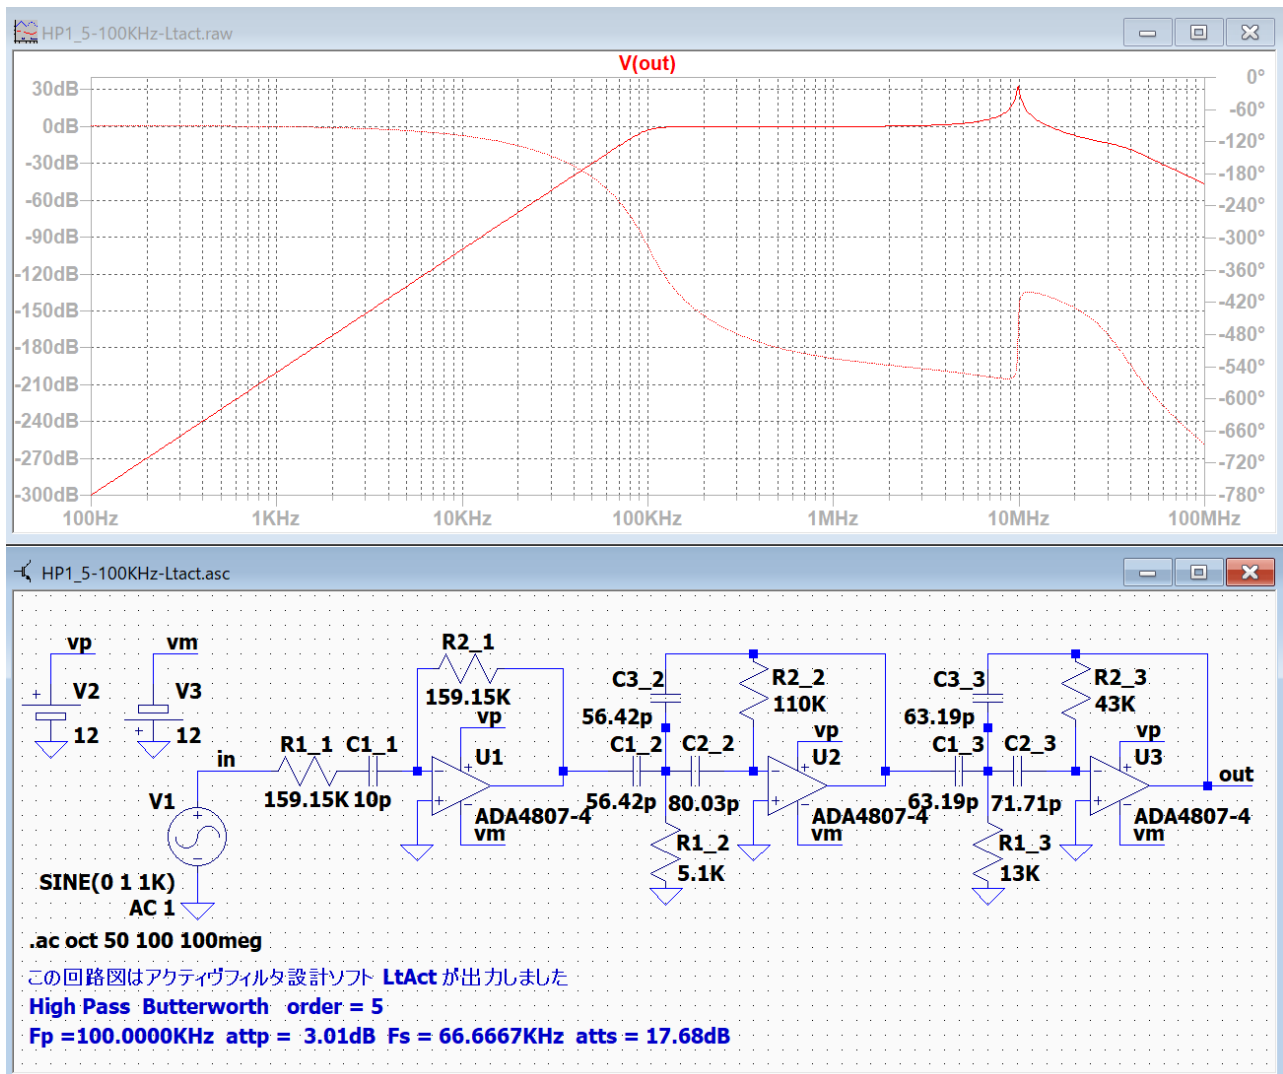 HP1_5-100KHz-Ltact.raw
V(out)
30dB
0dB
-30dB
-60dB
-90dB
-120dB
-150dB
-180dB
-210dB
-240dB
-270dB
-300dB
0°
-60°
-120°
-180°
-240°
-300°
-360°
-420°
-480°
-540°
-600°
-660°
-720°
-780°
100Hz 1KHz 10KHz 100KHz 1MHz 10MHz 100MHz
HP1_5-100KHz-Ltact.asc
vp
V2
12
vm
V3
12
in
V1
SINE(0 1 1K)
AC 1
R1_1
159.15K
C1_1
10p
R2_1
159.15K
vp
U1
ADA4807-4
vm
C3_2
56.42p
C1_2
56.42p
C2_2
80.03p
R1_2
5.1K
R2_2
110K
vp
U2
ADA4807-4
vm
C3_3
63.19p
C1_3
63.19p
C2_3
71.71p
R1_3
13K
R2_3
43K
vp
U3
ADA4807-4
vm
out
.ac oct 50 100 100meg
この回路図はアクティヴフィルタ設計ソフト LtAct が出力しました
High Pass Butterworth order = 5
Fp =100.0000KHz attp = 3.01dB Fs = 66.6667KHz atts = 17.68dB